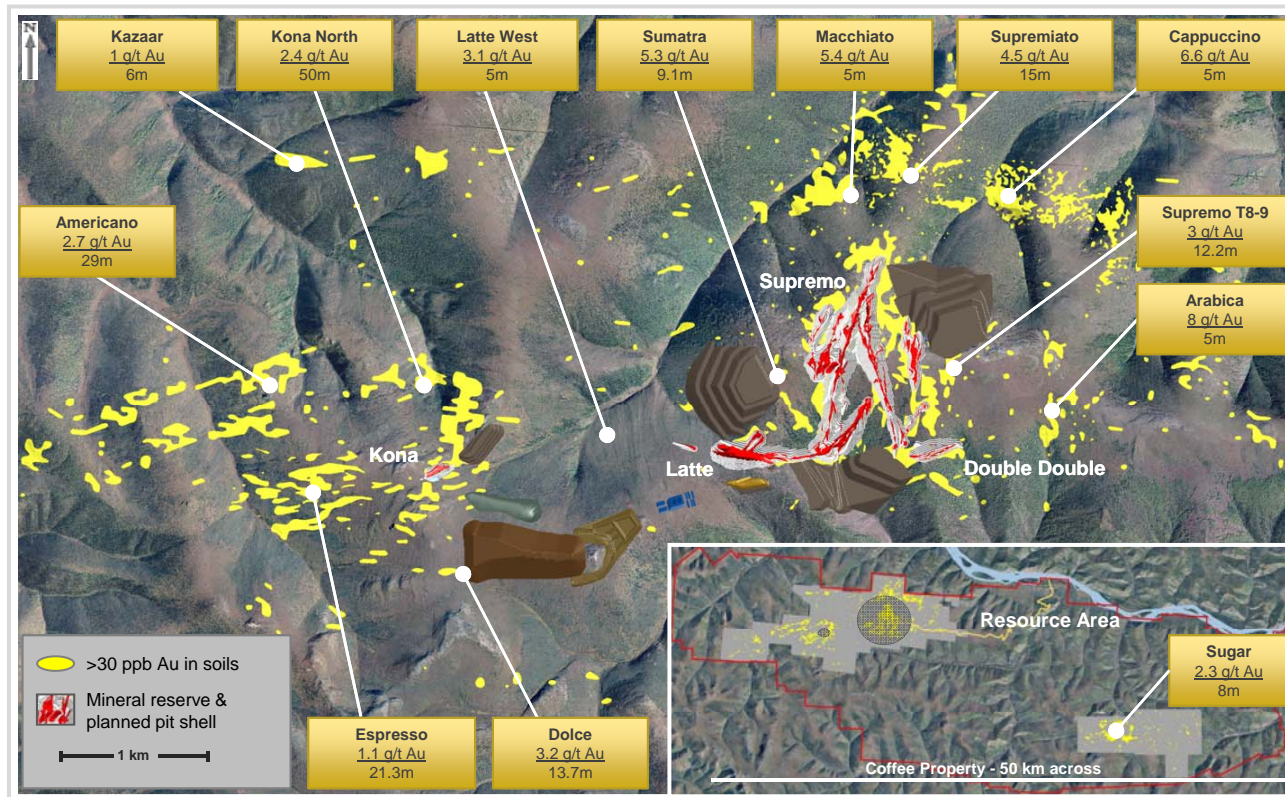 N
Kazaar
1 g/t Au
6m
Kona North
2.4 g/t Au
50m
Latte West
3.1 g/t Au
5m
Sumatra
5.3 g/t Au
9.1m
Macchiato
5.4 g/t Au
5m
Supremiato
4.5 g/t Au
15m
Cappuccino
6.6 g/t Au
5m
Americano
2.7 g/t Au
29m
Supremo T8-9
3 g/t Au
12.2m
Arabica
8 g/t Au
5m
Supremo
Kona
Latte
Double Double
>30 ppb Au in soils
Mineral reserve &
planned pit shell
1 km
Espresso
1.1 g/t Au
21.3m
Dolce
3.2 g/t Au
13.7m
Resource Area
Sugar
2.3 g/t Au
8m
Coffee Property - 50 km across